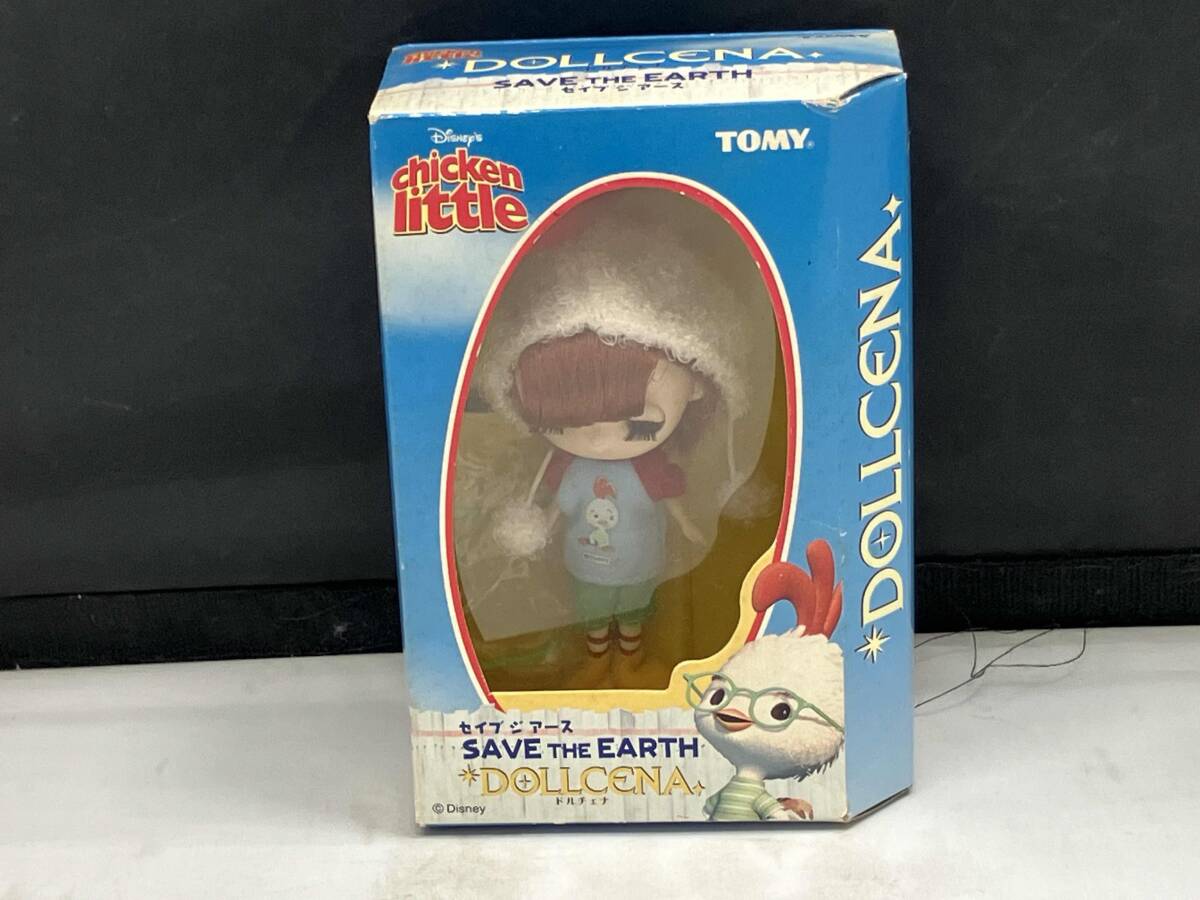 DOLLCENA
SAVE THE EARTH
セイブ ジ アース
Disney's
chicken
little
TOMY
DOLLCENA
セイブ ジ アース
SAVE THE EARTH
DOLLCENA
ドルチェナ
© Disney